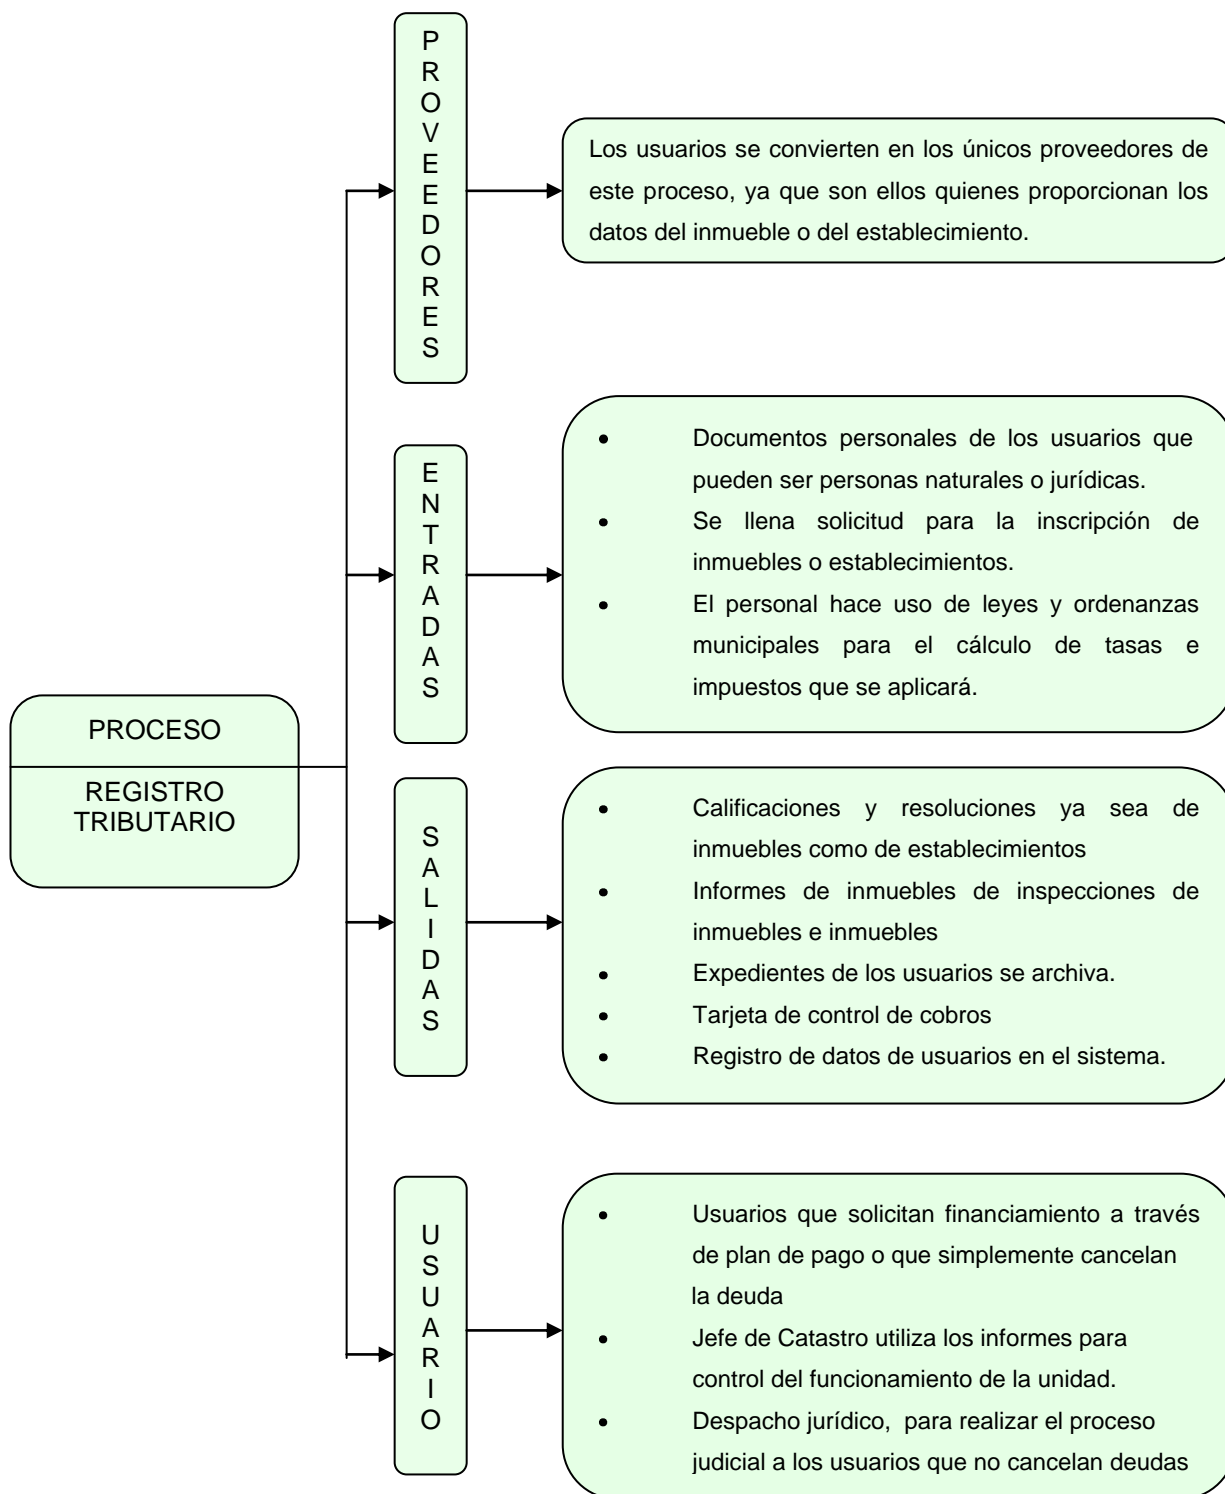 PROVEEDORES
Los usuarios se convierten en los únicos proveedores de
este proceso, ya que son ellos quienes proporcionan los
datos del inmueble o del establecimiento.
ENTRADAS
• Documentos personales de los usuarios que
pueden ser personas naturales o jurídicas.
• Se llena solicitud para la inscripción de
inmuebles o establecimientos.
• El personal hace uso de leyes y ordenanzas
municipales para el cálculo de tasas e
impuestos que se aplicará.
PROCESO
REGISTRO
TRIBUTARIO
SALIDAS
• Calificaciones y resoluciones ya sea de
inmuebles como de establecimientos
• Informes de inmuebles de inspecciones de
inmuebles e inmuebles
• Expedientes de los usuarios se archiva.
• Tarjeta de control de cobros
• Registro de datos de usuarios en el sistema.
USUARIO
• Usuarios que solicitan financiamiento a través
de plan de pago o que simplemente cancelan
la deuda
• Jefe de Catastro utiliza los informes para
control del funcionamiento de la unidad.
• Despacho jurídico, para realizar el proceso
judicial a los usuarios que no cancelan deudas